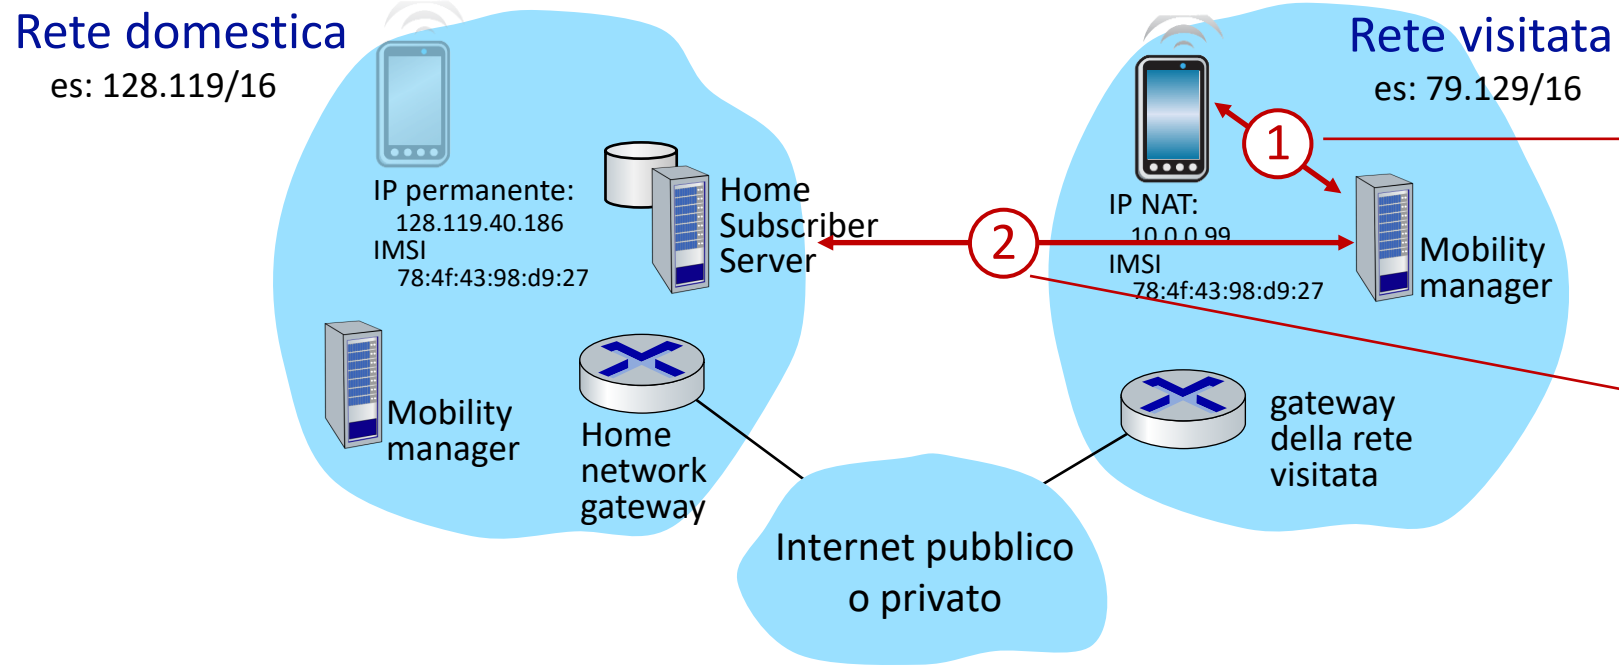 Rete domestica
es: 128.119/16
IP permanente:
128.119.40.186
IMSI
78:4f:43:98:d9:27
Home
Subscriber
Server
Mobility
manager
Home
network
gateway
Internet pubblico
o privato
2
Rete visitata
es: 79.129/16
1
IP NAT:
10.0.0.99
IMSI
78:4f:43:98:d9:27
Mobility
manager
gateway
della rete
visitata